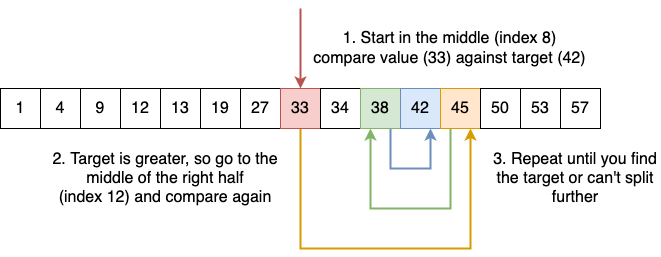 1. Start in the middle (index 8)
compare value (33) against target (42)
1 4 9 12 13 19 27 33 34 38 42 45 50 53 57
2. Target is greater, so go to the
middle of the right half
(index 12) and compare again
3. Repeat until you find
the target or can't split
further